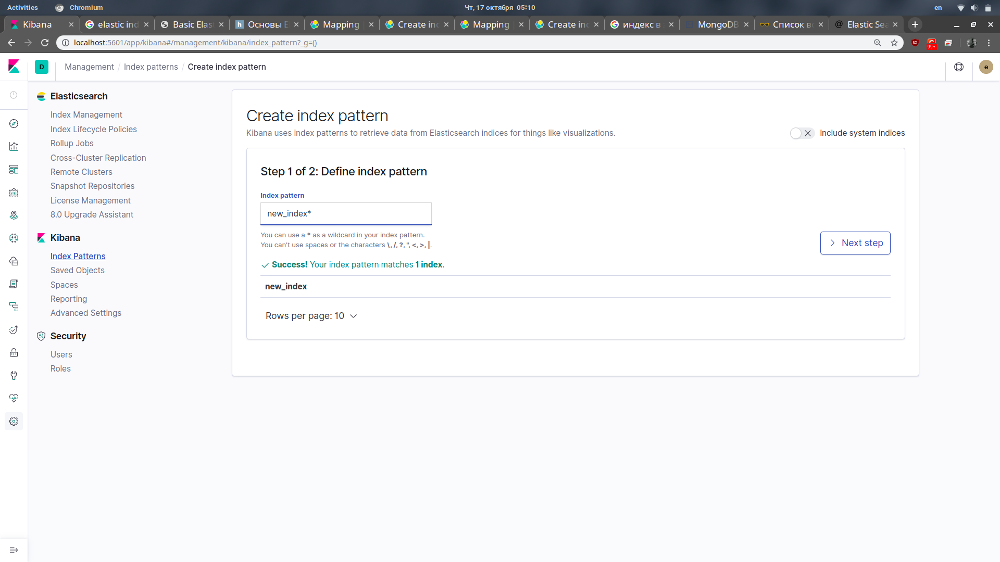 Activities
Chromium
Чт, 17 октября 05:10
en
Kibana
elastic ind
Basic Elast
Основы E
Mapping
Create ind
Mapping
Create ind
индекс в
MongoDB
Список в
Elastic Sea
localhost:5601/app/kibana#/management/kibana/index_pattern?_g=()
99+
D
Management / Index patterns / Create index pattern
e
Elasticsearch
Index Management
Index Lifecycle Policies
Rollup Jobs
Cross-Cluster Replication
Remote Clusters
Snapshot Repositories
License Management
8.0 Upgrade Assistant
Kibana
Index Patterns
Saved Objects
Spaces
Reporting
Advanced Settings
Security
Users
Roles
Create index pattern
Kibana uses index patterns to retrieve data from Elasticsearch indices for things like visualizations.
Include system indices
Step 1 of 2: Define index pattern
Index pattern
new_index*
You can use a * as a wildcard in your index pattern.
You can't use spaces or the characters \, /, ?, ", <, >, |.
Next step
Success! Your index pattern matches 1 index.
new_index
Rows per page: 10